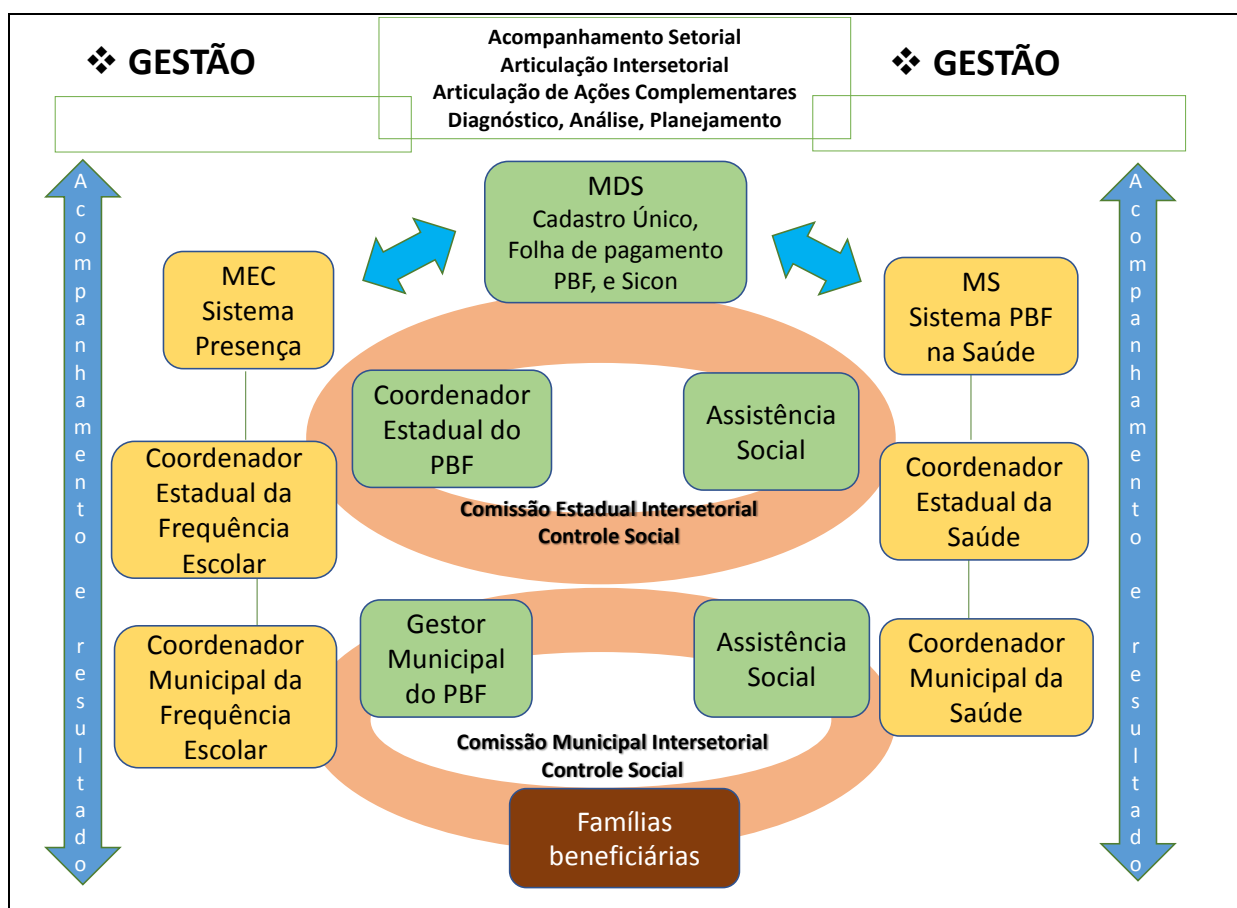 ❖ GESTÃO
Acompanhamento Setorial
Articulação Intersetorial
Articulação de Ações Complementares
Diagnóstico, Análise, Planejamento
❖ GESTÃO
Acompanhamento e resultado
MDS
Cadastro Único,
Folha de pagamento
PBF, e Sicon
Acompanhamento e resultado
MEC
Sistema
Presença
MS
Sistema PBF
na Saúde
Coordenador
Estadual do
PBF
Assistência
Social
Coordenador
Estadual da
Frequência
Escolar
Coordenador
Estadual da
Saúde
Comissão Estadual Intersetorial
Controle Social
Gestor
Municipal
do PBF
Assistência
Social
Coordenador
Municipal da
Frequência
Escolar
Coordenador
Municipal da
Saúde
Comissão Municipal Intersetorial
Controle Social
Famílias
beneficiárias